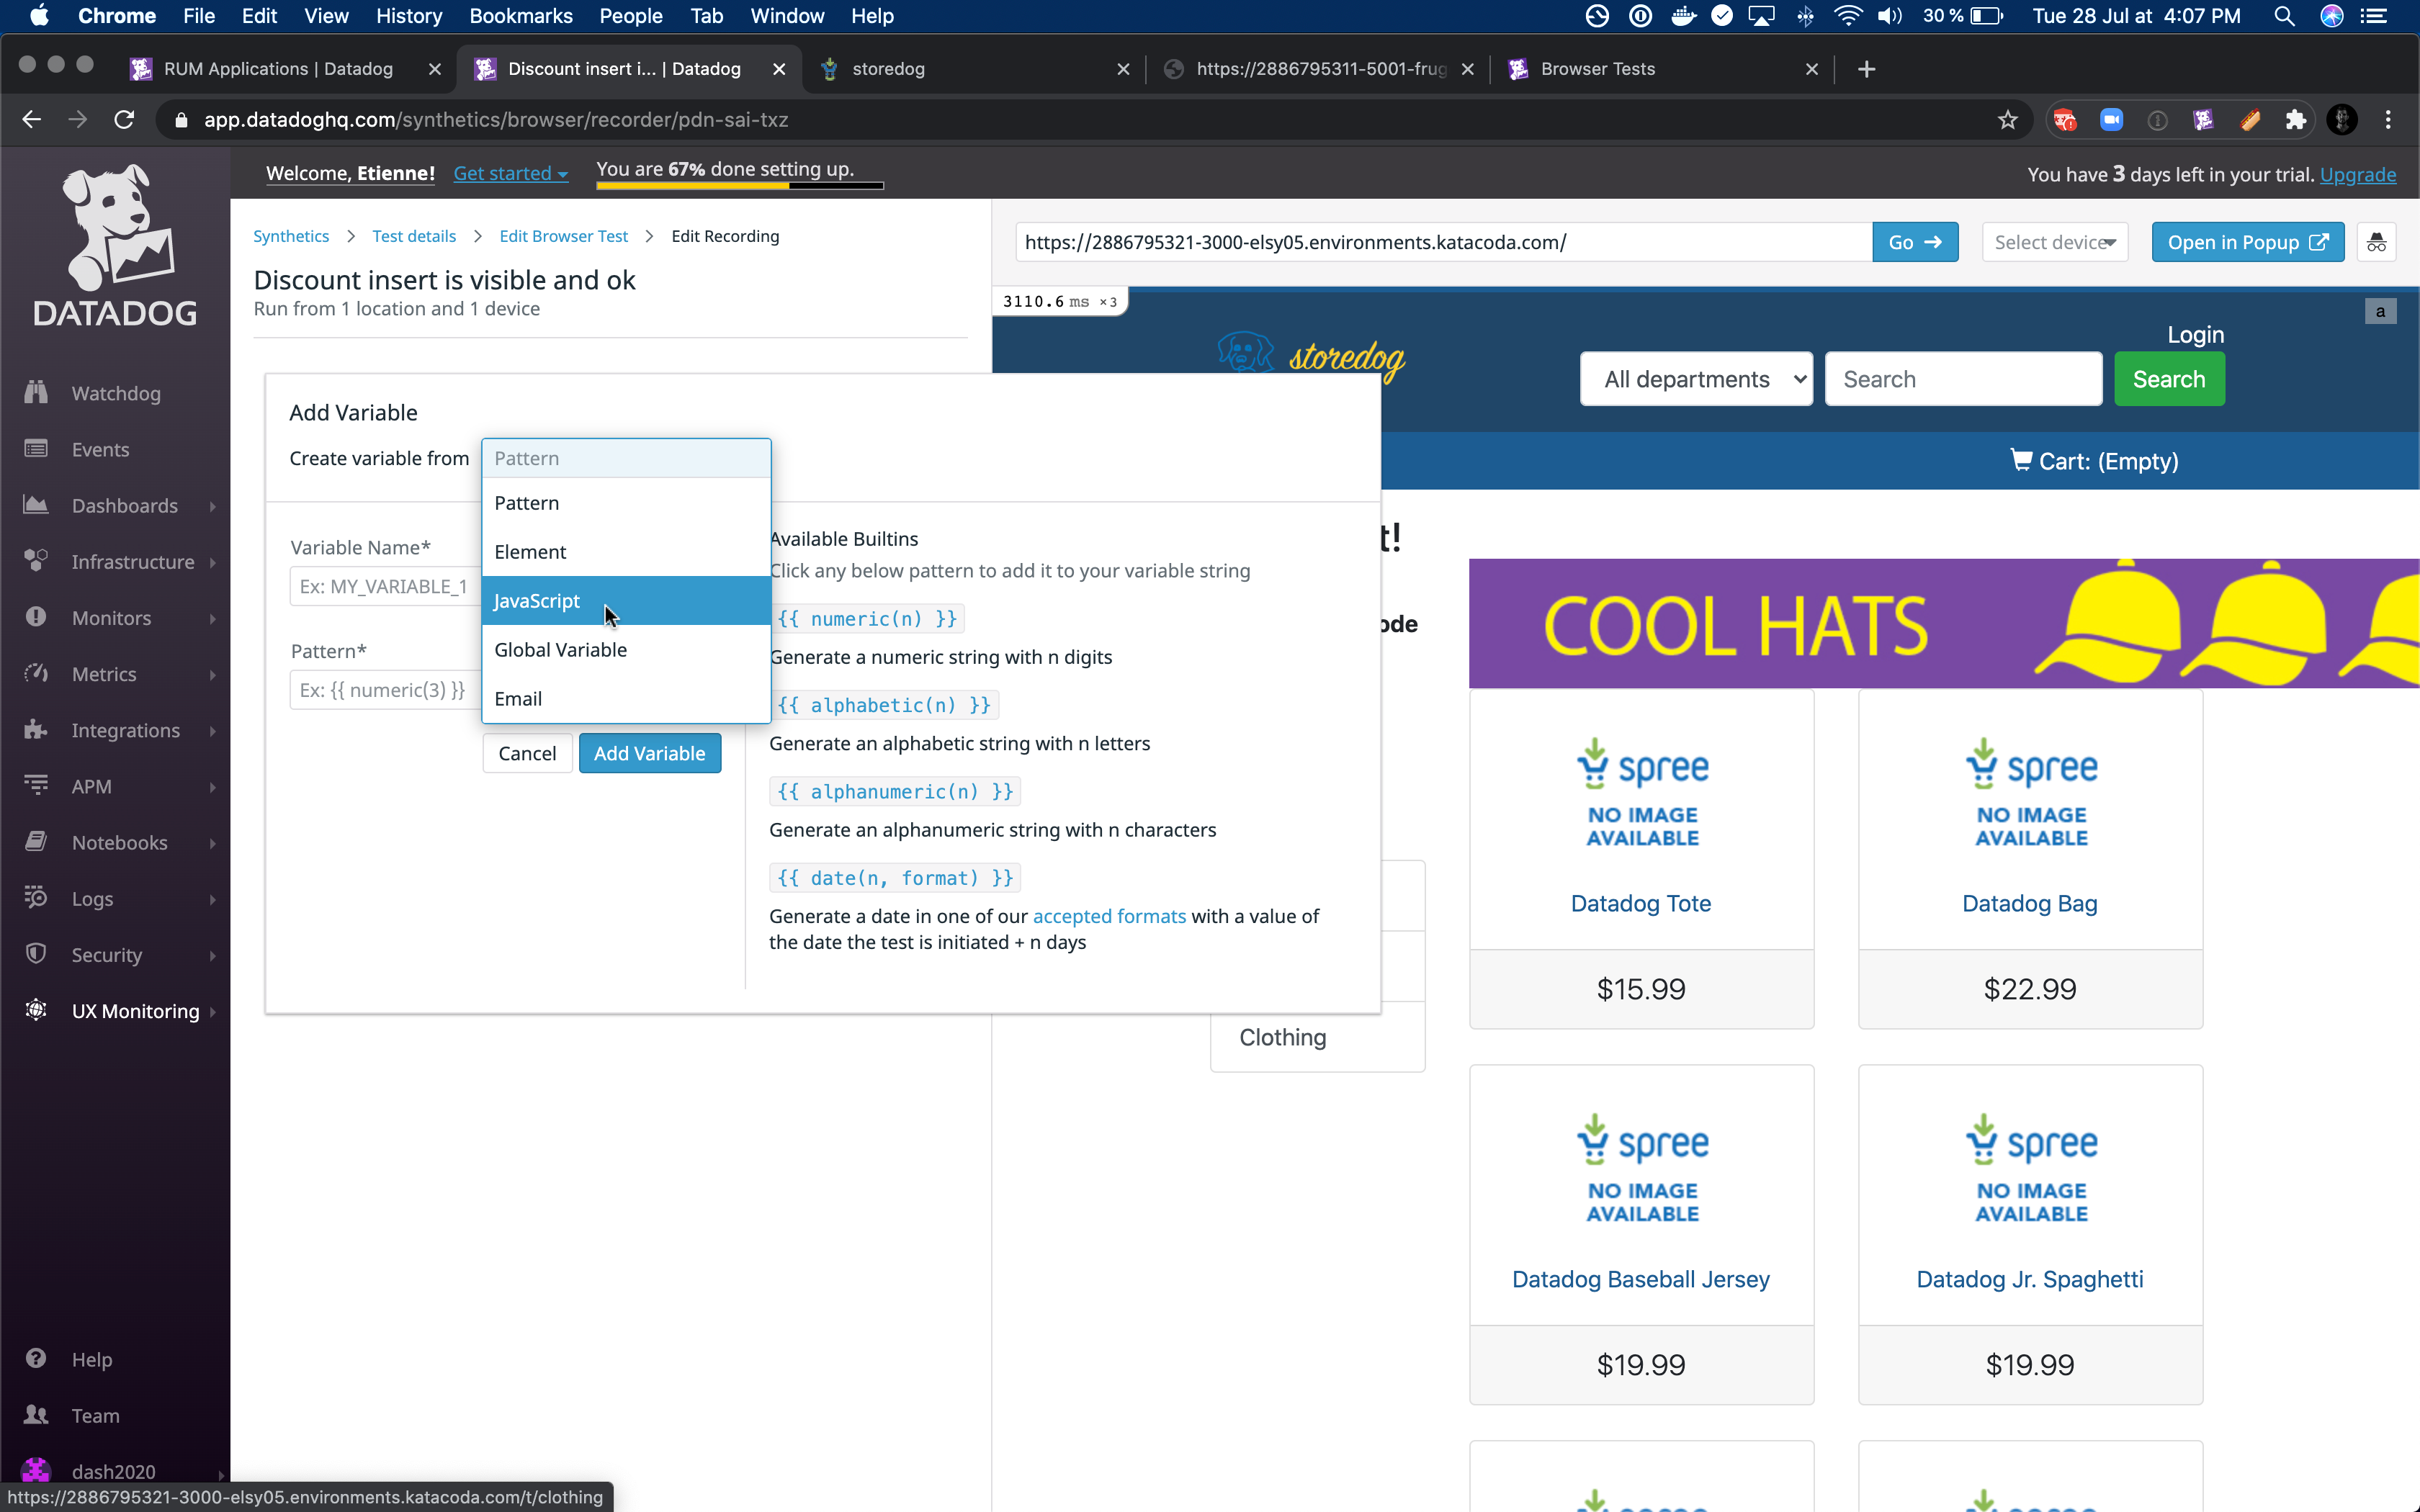 Chrome File Edit View History Bookmarks People Tab Window Help 30 % Tue 28 Jul at 4:07 PM
RUM Applications | Datadog
Discount insert i... | Datadog
storedog
https://2886795311-5001-frug
Browser Tests
app.datadoghq.com/synthetics/browser/recorder/pdn-sai-txz
DATADOG
Watchdog
Events
Dashboards
Infrastructure
Monitors
Metrics
Integrations
APM
Notebooks
Logs
Security
UX Monitoring
Help
Team
dash2020
Welcome, Etienne! Get started You are 67% done setting up.
You have 3 days left in your trial. Upgrade
Synthetics > Test details > Edit Browser Test > Edit Recording
Discount insert is visible and ok
Run from 1 location and 1 device
Add Variable
Create variable from Pattern
Pattern
Element
JavaScript
Global Variable
Email
Variable Name*
Ex: MY_VARIABLE_1
Pattern*
Ex: {{ numeric(3) }}
Cancel
Add Variable
Available Builtins
Click any below pattern to add it to your variable string
{{ numeric(n) }}
Generate a numeric string with n digits
{{ alphabetic(n) }}
Generate an alphabetic string with n letters
{{ alphanumeric(n) }}
Generate an alphanumeric string with n characters
{{ date(n, format) }}
Generate a date in one of our accepted formats with a value of
the date the test is initiated + n days
https://2886795321-3000-elsy05.environments.katacoda.com/
Go
Select device
Open in Popup
3110.6 ms ×3
a
storedog
Login
All departments
Search
Search
Cart: (Empty)
t!
ode
COOL HATS
Clothing
spree
NO IMAGE
AVAILABLE
Datadog Tote
$15.99
spree
NO IMAGE
AVAILABLE
Datadog Bag
$22.99
spree
NO IMAGE
AVAILABLE
Datadog Baseball Jersey
$19.99
spree
NO IMAGE
AVAILABLE
Datadog Jr. Spaghetti
$19.99
https://2886795321-3000-elsy05.environments.katacoda.com/t/clothing